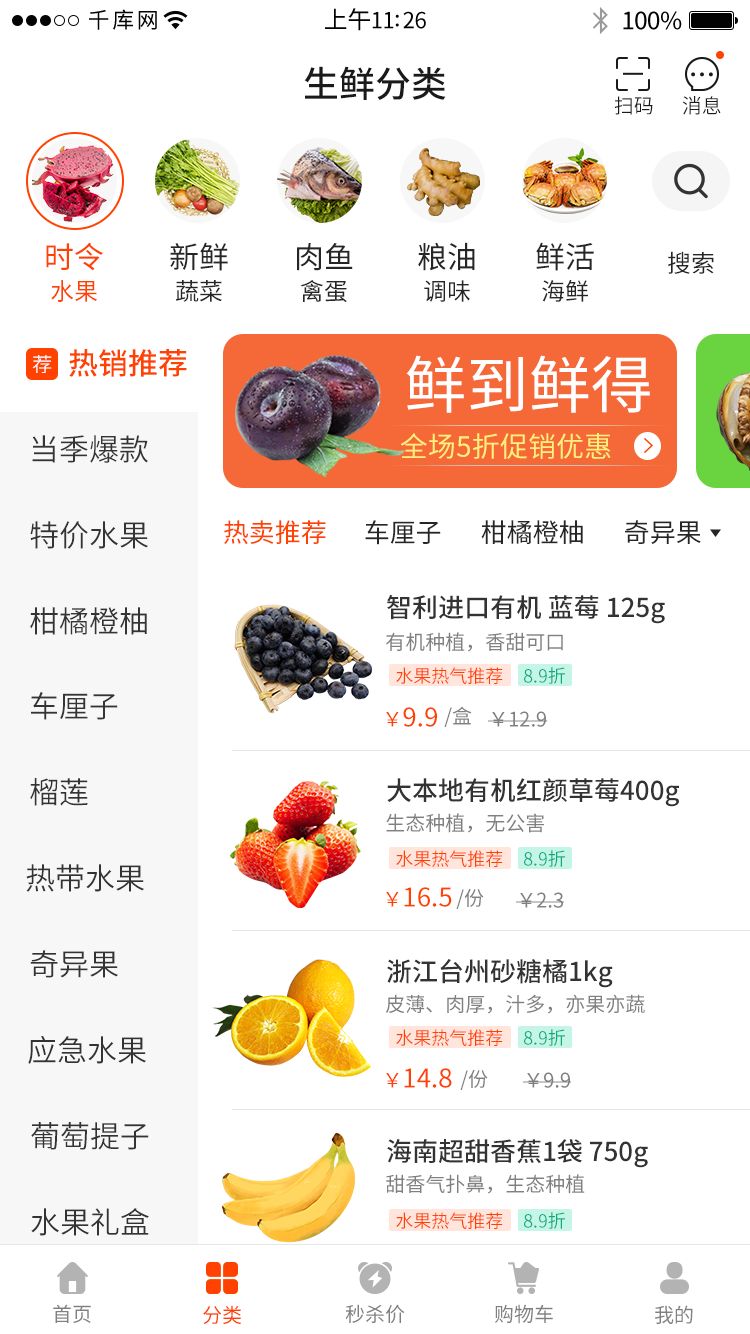 千库网
上午11:26
100%
生鲜分类
扫码
消息
时令
水果
新鲜
蔬菜
肉鱼
禽蛋
粮油
调味
鲜活
海鲜
搜索
荐 热销推荐
当季爆款
特价水果
柑橘橙柚
车厘子
榴莲
热带水果
奇异果
应急水果
葡萄提子
水果礼盒
鲜到鲜得
全场5折促销优惠
热卖推荐 车厘子 柑橘橙柚 奇异果
智利进口有机 蓝莓 125g
有机种植，香甜可口
水果热气推荐 8.9折
￥9.9 /盒 ￥12.9
大本地有机红颜草莓400g
生态种植，无公害
水果热气推荐 8.9折
￥16.5 /份 ￥2.3
浙江台州砂糖橘1kg
皮薄、肉厚，汁多，亦果亦蔬
水果热气推荐 8.9折
￥14.8 /份 ￥9.9
海南超甜香蕉1袋 750g
甜香气扑鼻，生态种植
水果热气推荐 8.9折
首页
分类
秒杀价
购物车
我的